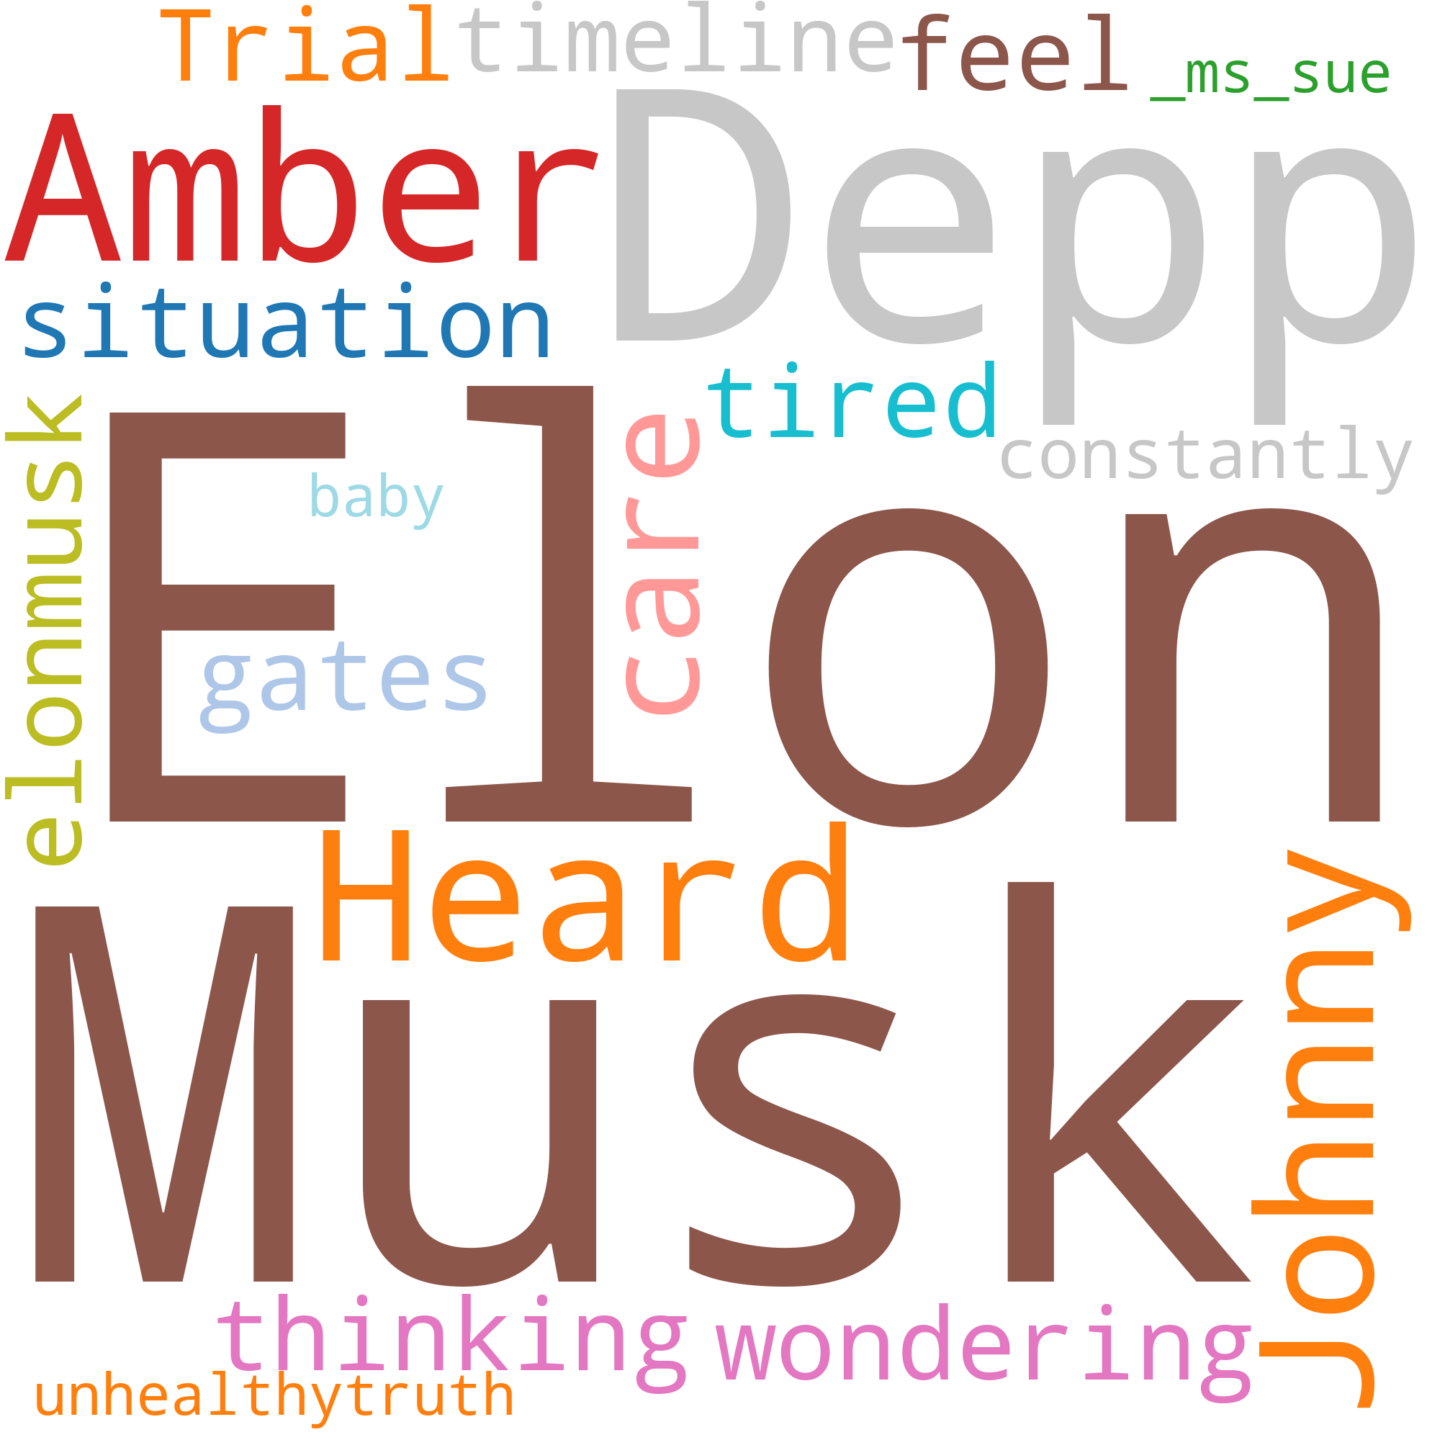 Trial
timeline
feel
_ms_sue
Amber
Depp
situation
tired
constantly
elonmusk
Elon
baby
care
gates
Heard
Musk
Johnny
thinking
wondering
unhealthytruth